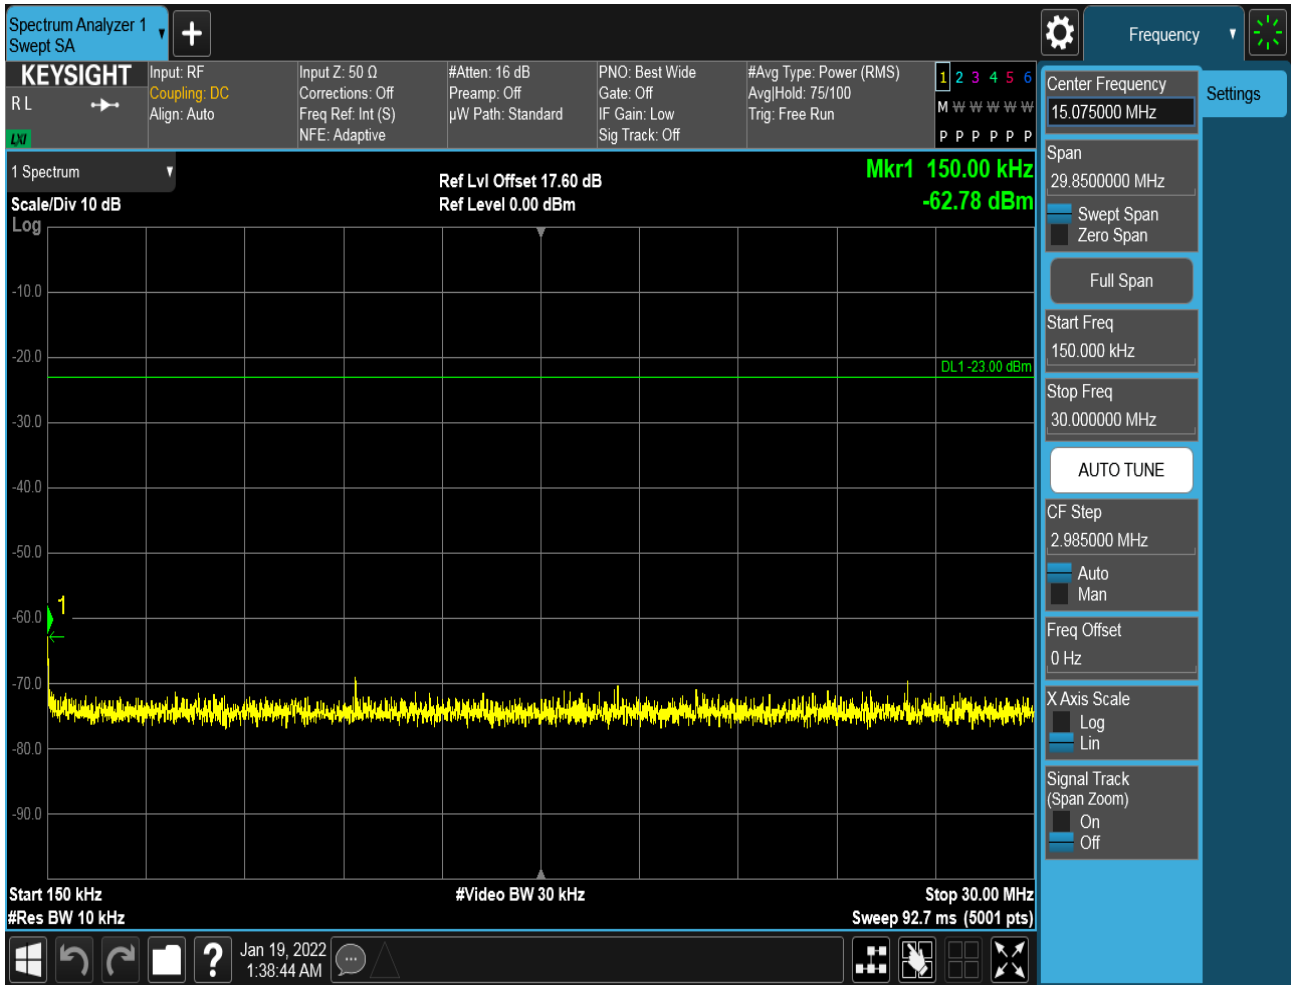 Spectrum Analyzer 1
Swept SA
Frequency
KEYSIGHT
R L
LXI
Input: RF
Coupling: DC
Align: Auto
Input Z: 50 Ω
Corrections: Off
Freq Ref: Int (S)
NFE: Adaptive
#Atten: 16 dB
Preamp: Off
µW Path: Standard
PNO: Best Wide
Gate: Off
IF Gain: Low
Sig Track: Off
#Avg Type: Power (RMS)
Avg|Hold: 75/100
Trig: Free Run
1 2 3 4 5 6
M W W W W W
P P P P P P
1 Spectrum
Scale/Div 10 dB
Log
Ref Lvl Offset 17.60 dB
Ref Level 0.00 dBm
Mkr1 150.00 kHz
-62.78 dBm
-10.0
-20.0
DL1 -23.00 dBm
-30.0
-40.0
-50.0
1
-60.0
-70.0
-80.0
-90.0
Start 150 kHz
#Video BW 30 kHz
Stop 30.00 MHz
#Res BW 10 kHz
Sweep 92.7 ms (5001 pts)
?
Jan 19, 2022
1:38:44 AM
Center Frequency
15.075000 MHz
Settings
Span
29.8500000 MHz
Swept Span
Zero Span
Full Span
Start Freq
150.000 kHz
Stop Freq
30.000000 MHz
AUTO TUNE
CF Step
2.985000 MHz
Auto
Man
Freq Offset
0 Hz
X Axis Scale
Log
Lin
Signal Track
(Span Zoom)
On
Off